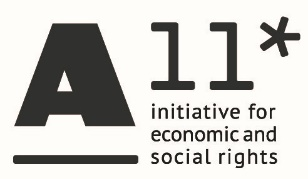 A 11*
initiative for
economic and
social rights